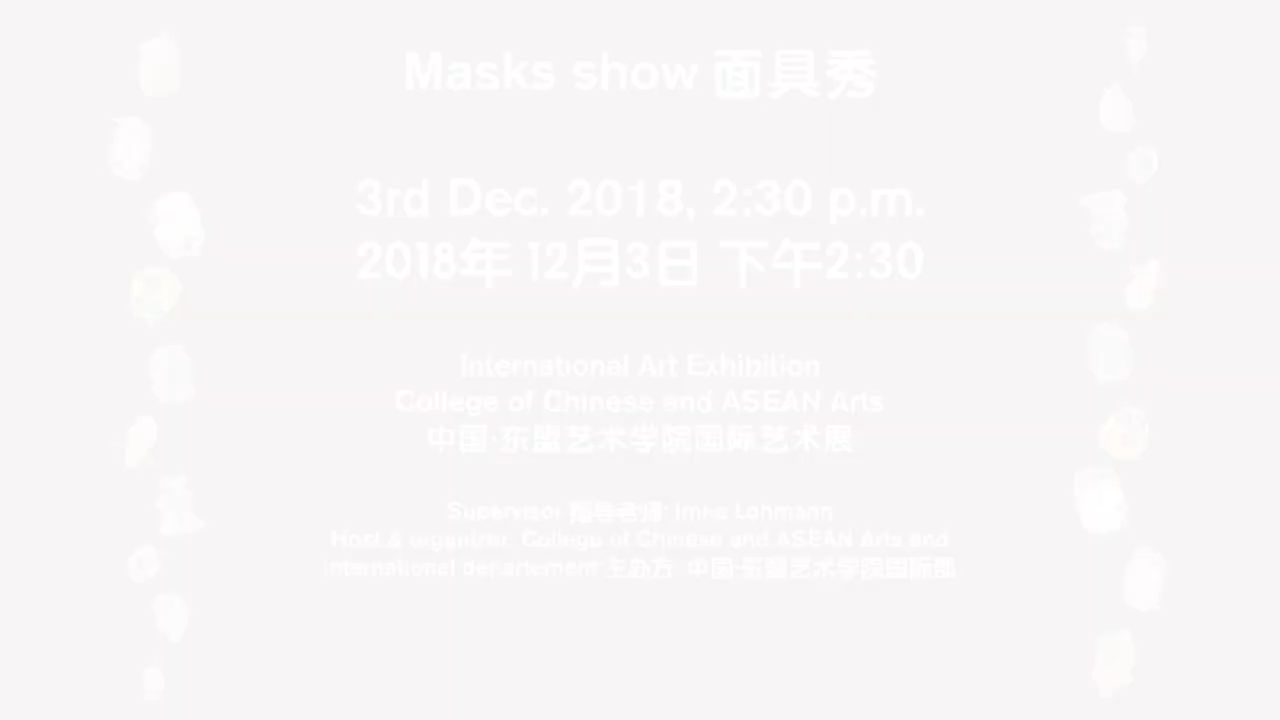 Masks show 面具秀
3rd Dec. 2018, 2:30 p.m.
2018年 12月3日 下午2:30
International Art Exhibition
College of Chinese and ASEAN Arts
中国·东盟艺术学院国际艺术展
Supervisor 指导老师: Imke Lohmann
Host & organizer: College of Chinese and ASEAN Arts and
International departement 主办方: 中国·东盟艺术学院国际部